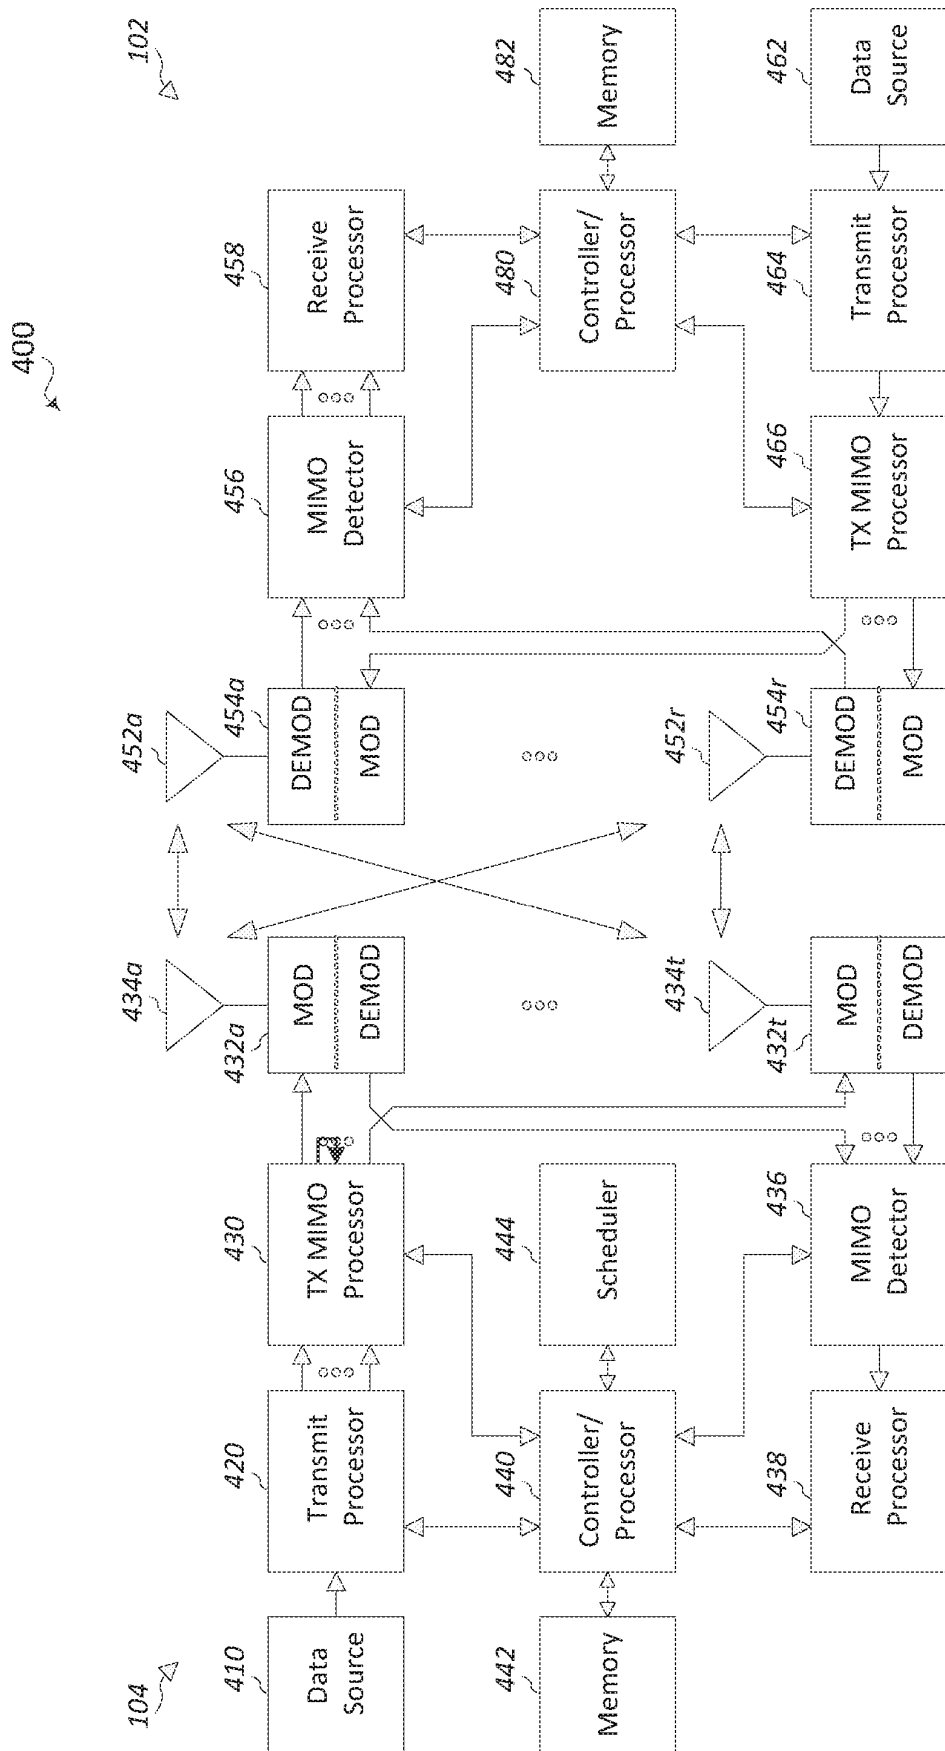 400
104
102
410
Data
Source
420
Transmit
Processor
430
TX MIMO
Processor
434a
432a
MOD
DEMOD
452a
454a
DEMOD
MOD
456
MIMO
Detector
458
Receive
Processor
442
Memory
440
Controller/
Processor
444
Scheduler
480
Controller/
Processor
482
Memory
438
Receive
Processor
436
MIMO
Detector
434t
432t
MOD
DEMOD
452r
454r
DEMOD
MOD
466
TX MIMO
Processor
464
Transmit
Processor
462
Data
Source